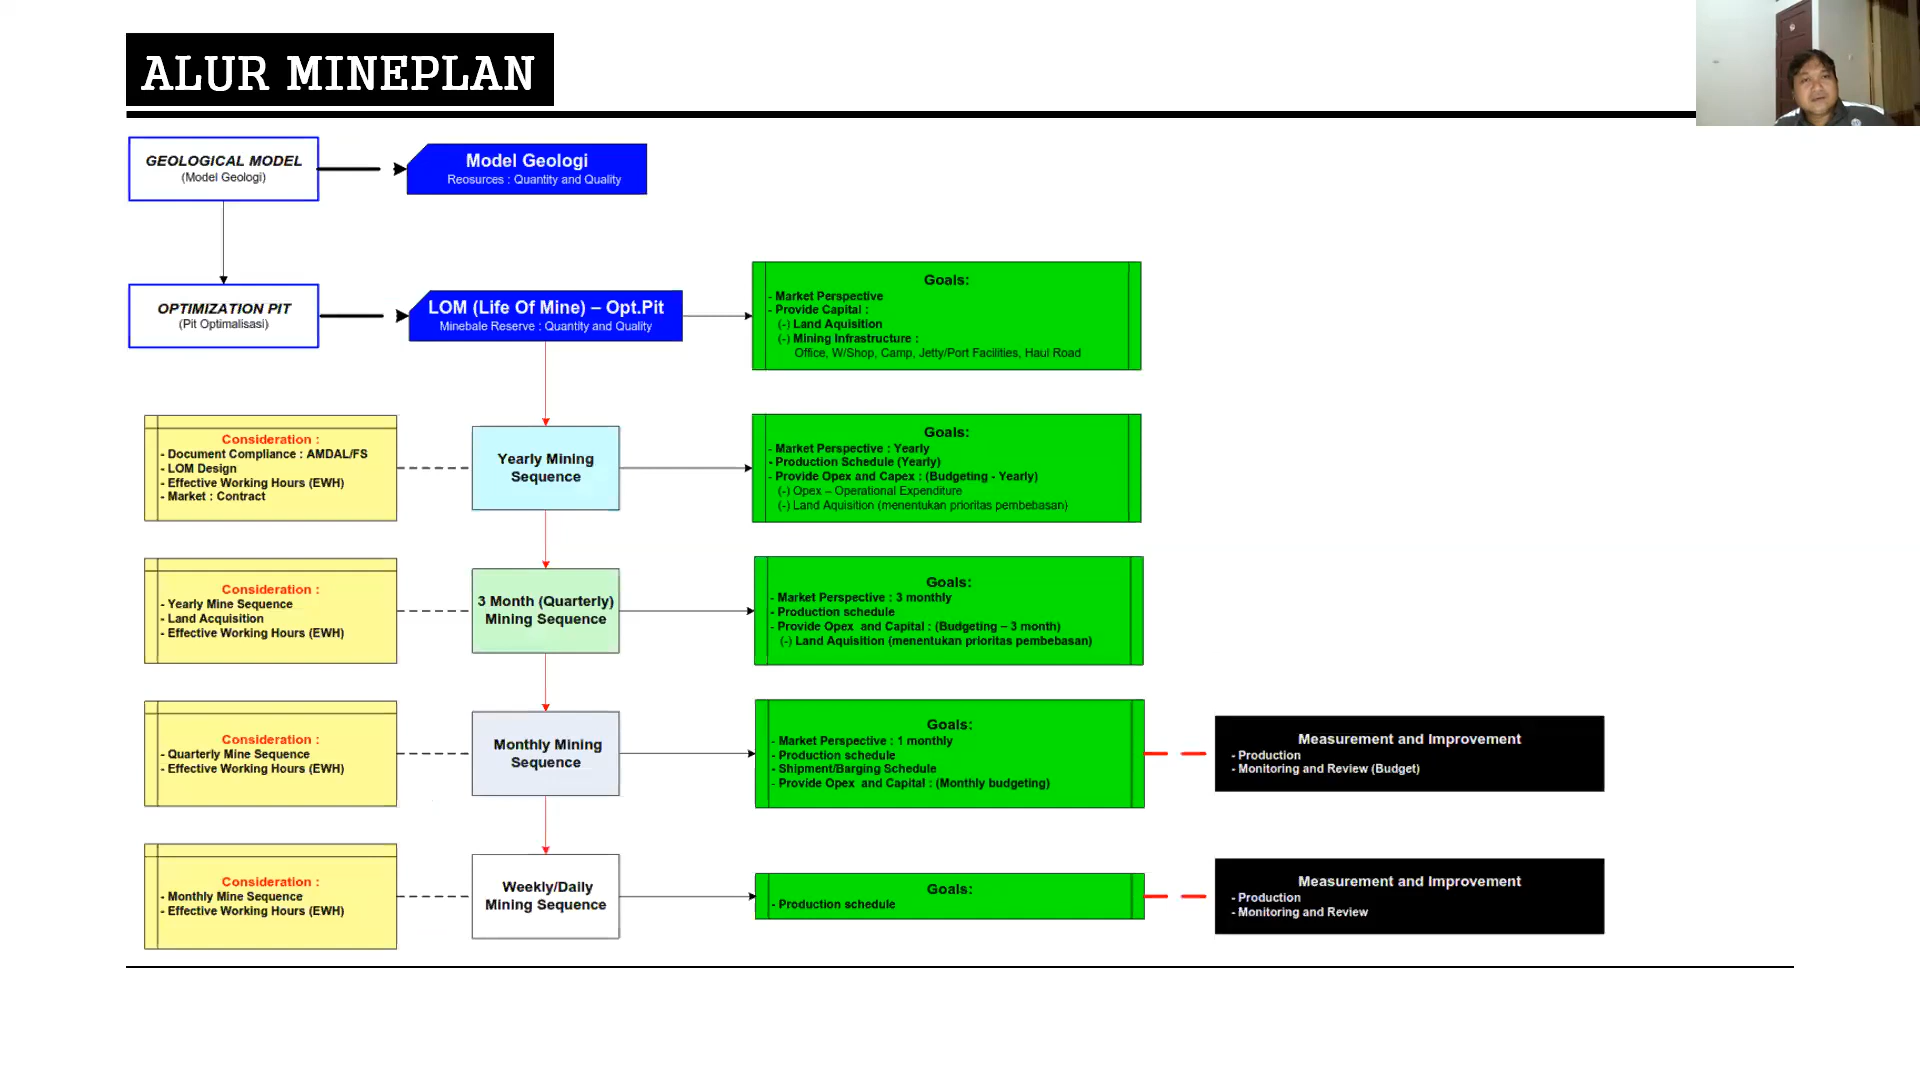 ALUR MINEPLAN
GEOLOGICAL MODEL
(Model Geologi)
Model Geologi
Reosurces : Quantity and Quality
OPTIMIZATION PIT
(Pit Optimalisasi)
LOM (Life Of Mine) – Opt.Pit
Minebale Reserve : Quantity and Quality
Goals:
- Market Perspective
- Provide Capital :
(-) Land Aquisition
(-) Mining Infrastructure :
Office, W/Shop, Camp, Jetty/Port Facilities, Haul Road
Consideration :
- Document Compliance : AMDAL/FS
- LOM Design
- Effective Working Hours (EWH)
- Market : Contract
Yearly Mining
Sequence
Goals:
- Market Perspective : Yearly
- Production Schedule (Yearly)
- Provide Opex and Capex : (Budgeting - Yearly)
(-) Opex – Operational Expenditure
(-) Land Aquisition (menentukan prioritas pembebasan)
Consideration :
- Yearly Mine Sequence
- Land Acquisition
- Effective Working Hours (EWH)
3 Month (Quarterly)
Mining Sequence
Goals:
- Market Perspective : 3 monthly
- Production schedule
- Provide Opex and Capital : (Budgeting – 3 month)
(-) Land Aquisition (menentukan prioritas pembebasan)
Consideration :
- Quarterly Mine Sequence
- Effective Working Hours (EWH)
Monthly Mining
Sequence
Goals:
- Market Perspective : 1 monthly
- Production schedule
- Shipment/Barging Schedule
- Provide Opex and Capital : (Monthly budgeting)
Measurement and Improvement
- Production
- Monitoring and Review (Budget)
Consideration :
- Monthly Mine Sequence
- Effective Working Hours (EWH)
Weekly/Daily
Mining Sequence
Goals:
- Production schedule
Measurement and Improvement
- Production
- Monitoring and Review